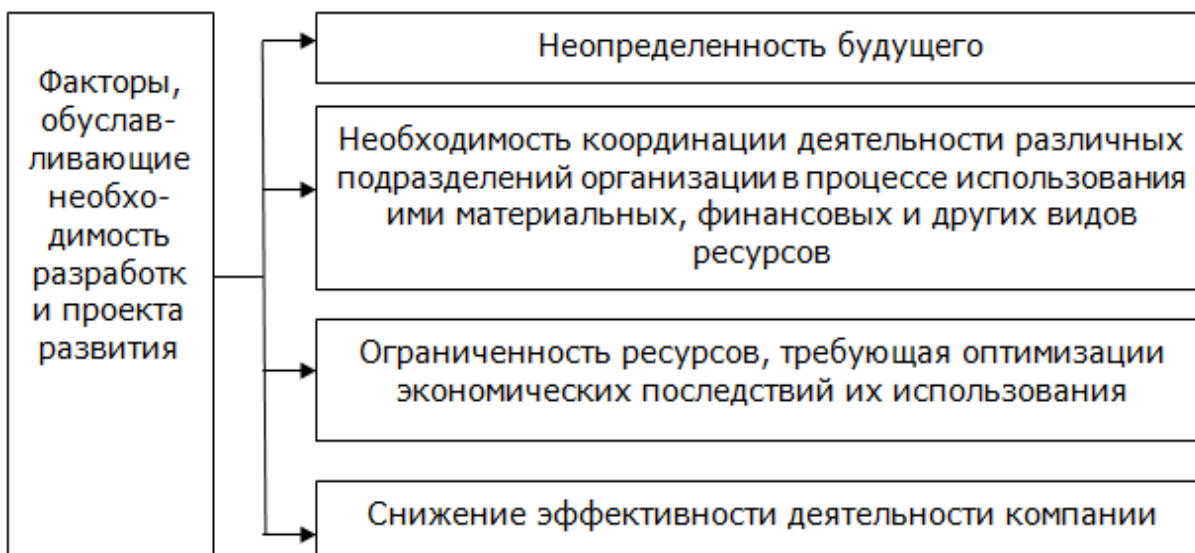 Факторы,
обуслав-
ливающие
необхо-
димость
разработк
и проекта
развития
Неопределенность будущего
Необходимость координации деятельности различных
подразделений организации в процессе использования
ими материальных, финансовых и других видов
ресурсов
Ограниченность ресурсов, требующая оптимизации
экономических последствий их использования
Снижение эффективности деятельности компании